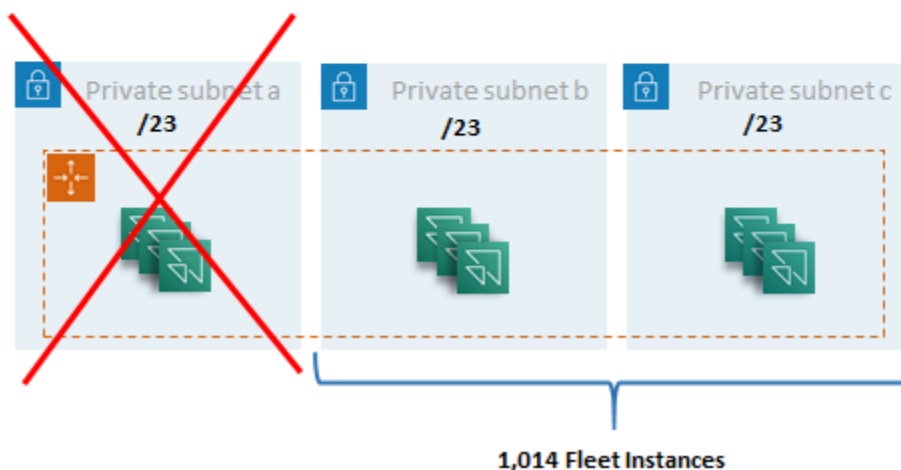 Private subnet a
/23
Private subnet b
/23
Private subnet c
/23
1,014 Fleet Instances